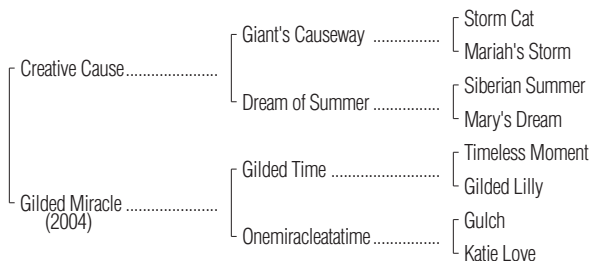 Storm Cat
Giant's Causeway ................
Mariah's Storm
Creative Cause......................
Siberian Summer
Dream of Summer ................
Mary's Dream
Timeless Moment
Gilded Time ..........................
Gilded Lilly
Gilded Miracle ......................
(2004)
Gulch
Onemiracleatatime................
Katie Love